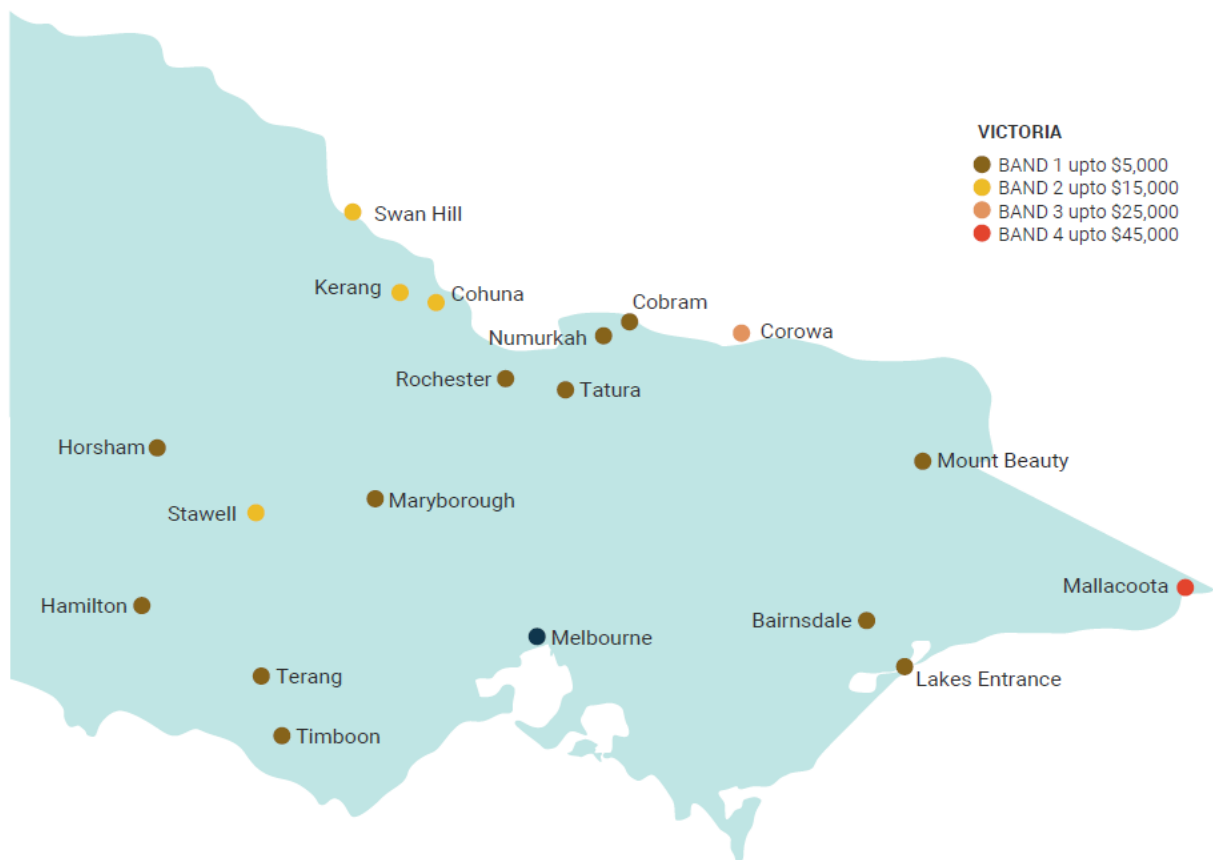 VICTORIA
BAND 1 upto $5,000
BAND 2 upto $15,000
BAND 3 upto $25,000
BAND 4 upto $45,000
Swan Hill
Kerang
Cohuna
Cobram
Numurkah
Corowa
Rochester
Tatura
Horsham
Mount Beauty
Maryborough
Stawell
Mallacoota
Hamilton
Bairnsdale
Melbourne
Terang
Lakes Entrance
Timboon